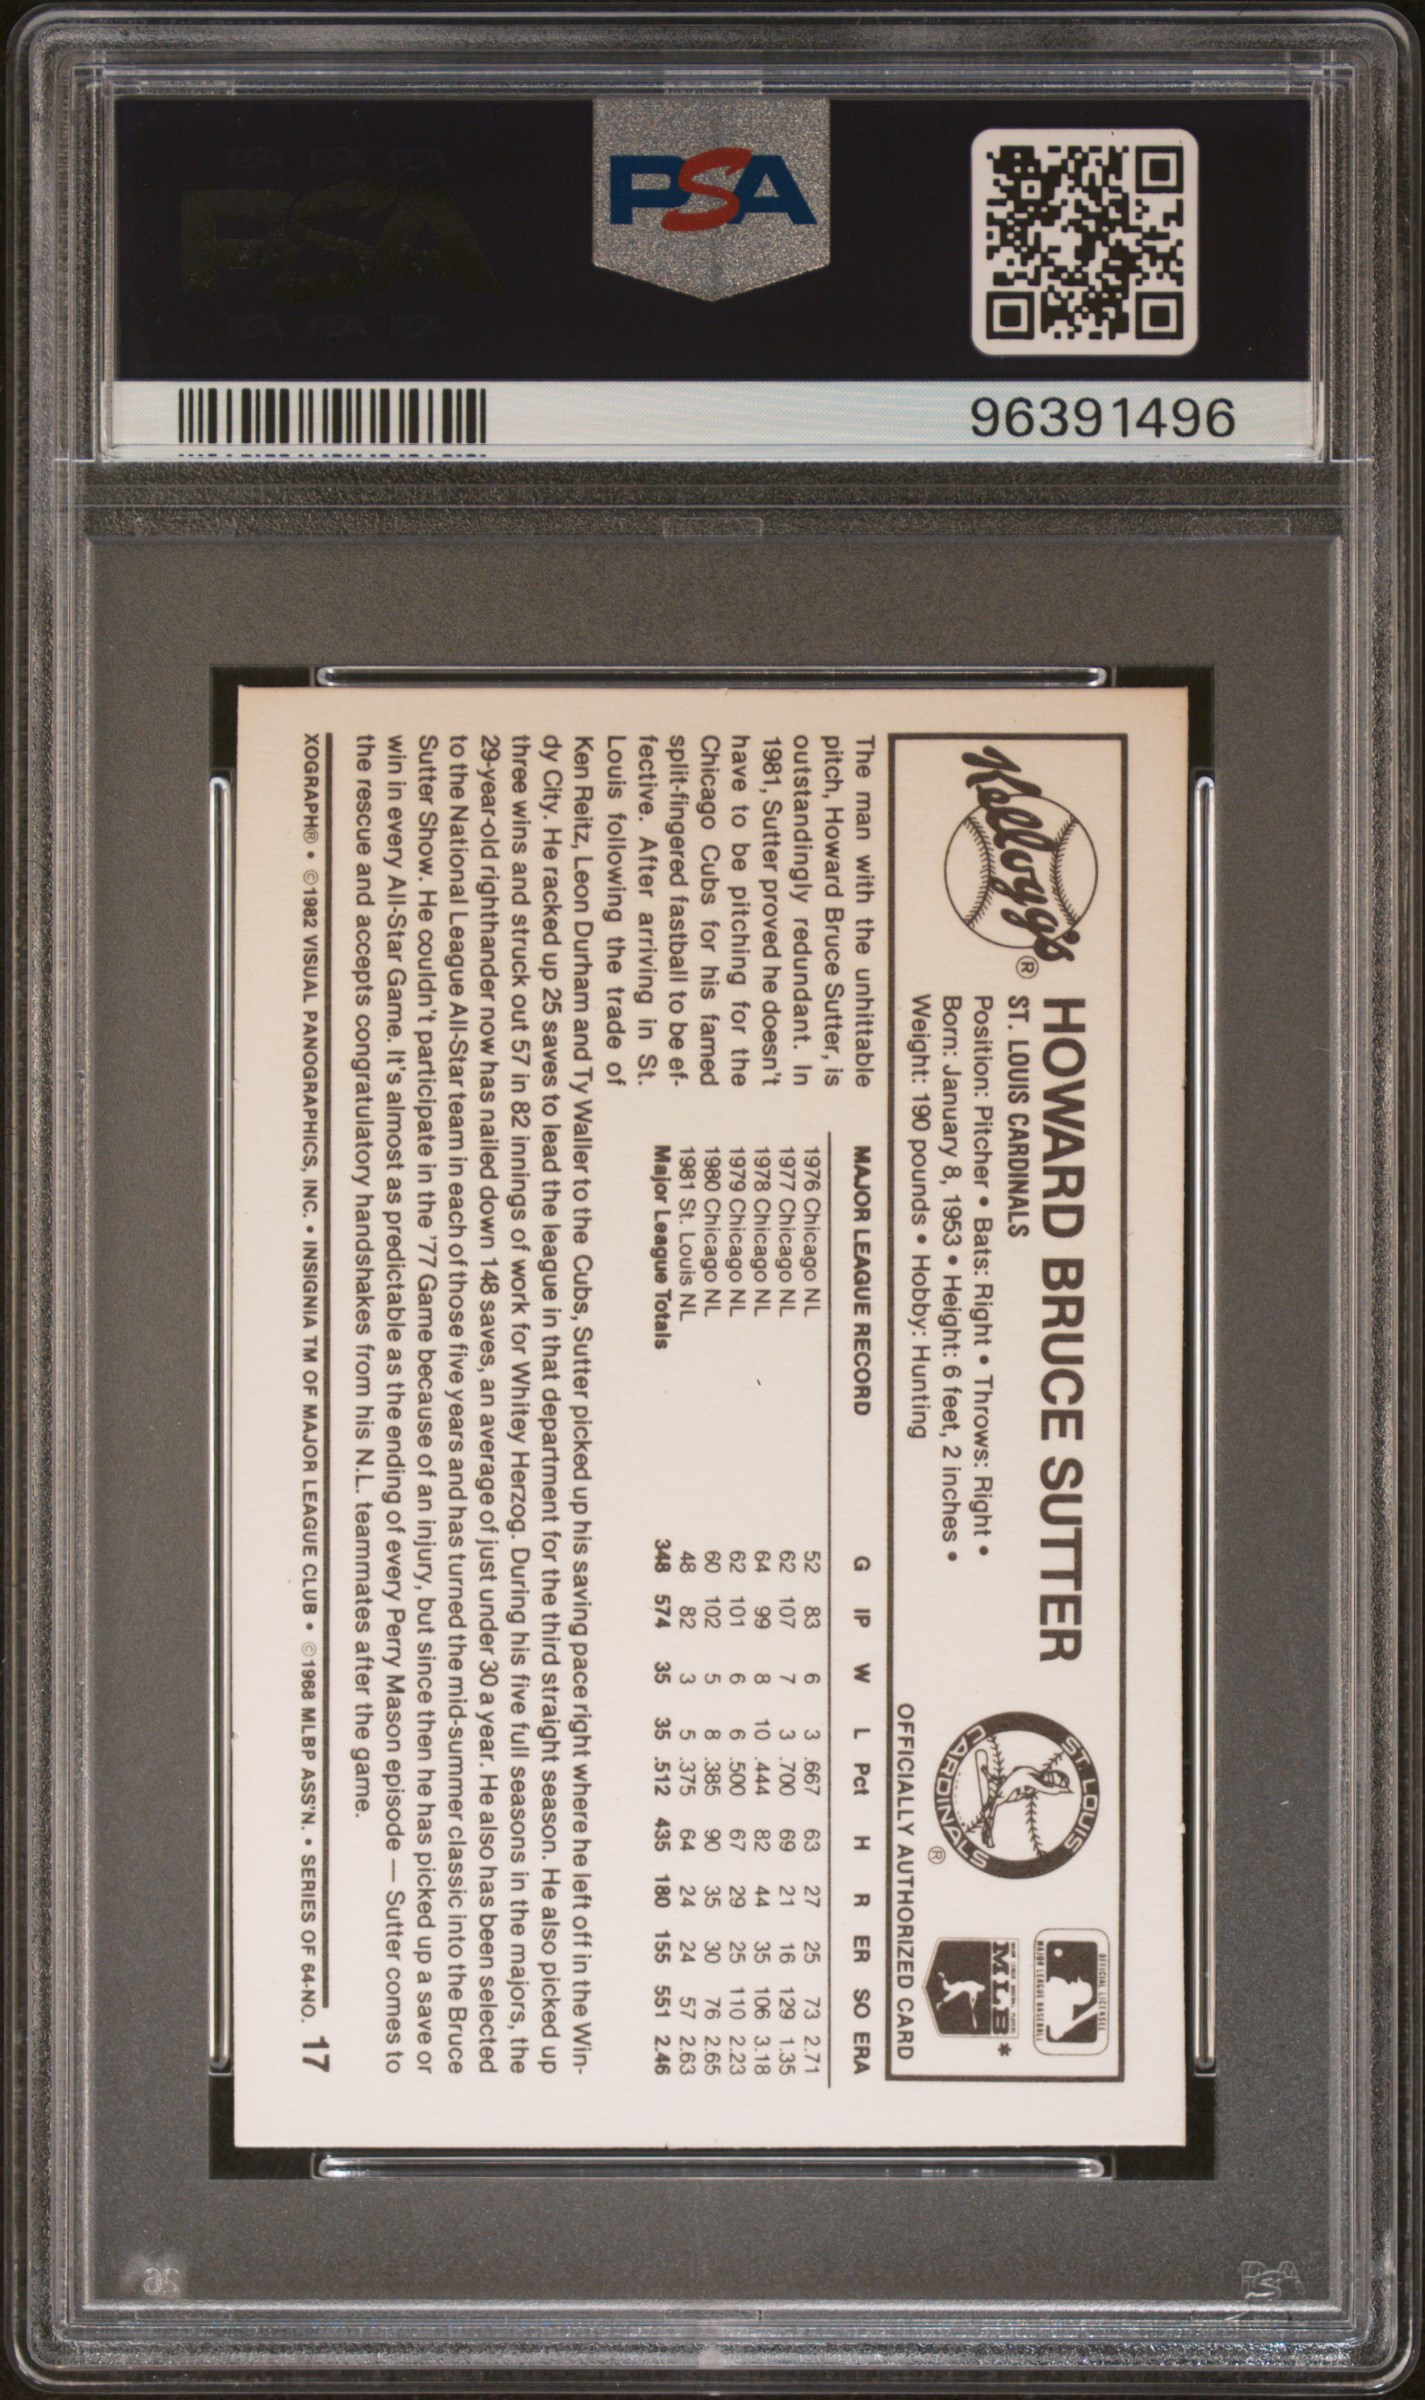 PSA
96391496
Kellogg's®
HOWARD BRUCE SUTTER
ST. LOUIS CARDINALS
Position: Pitcher • Bats: Right • Throws: Right •
Born: January 8, 1953 • Height: 6 feet, 2 inches •
Weight: 190 pounds • Hobby: Hunting
ST. LOUIS
CARDINALS
®
OFFICIAL LICENSEE
MAJOR LEAGUE BASEBALL
MLB*
OFFICIALLY AUTHORIZED CARD
The man with the unhittable
pitch, Howard Bruce Sutter, is
outstandingly redundant. In
1981, Sutter proved he doesn't
have to be pitching for the
Chicago Cubs for his famed
split-fingered fastball to be ef-
fective. After arriving in St.
Louis following the trade of
MAJOR LEAGUE RECORD G IP W L Pct H R ER SO ERA
1976 Chicago NL 52 83 6 3 .667 63 27 25 73 2.71
1977 Chicago NL 62 107 7 3 .700 69 21 16 129 1.35
1978 Chicago NL 64 99 8 10 .444 82 44 35 106 3.18
1979 Chicago NL 62 101 6 6 .500 67 29 25 110 2.23
1980 Chicago NL 60 102 5 8 .385 90 35 30 76 2.65
1981 St. Louis NL 48 82 3 5 .375 64 24 24 57 2.63
Major League Totals 348 574 35 35 .512 435 180 155 551 2.46
Ken Reitz, Leon Durham and Ty Waller to the Cubs, Sutter picked up his saving pace right where he left off in the Win-
dy City. He racked up 25 saves to lead the league in that department for the third straight season. He also picked up
three wins and struck out 57 in 82 innings of work for Whitey Herzog. During his five full seasons in the majors, the
29-year-old righthander now has nailed down 148 saves, an average of just under 30 a year. He also has been selected
to the National League All-Star team in each of those five years and has turned the mid-summer classic into the Bruce
Sutter Show. He couldn't participate in the '77 Game because of an injury, but since then he has picked up a save or
win in every All-Star Game. It's almost as predictable as the ending of every Perry Mason episode — Sutter comes to
the rescue and accepts congratulatory handshakes from his N.L. teammates after the game.
XOGRAPH® • ©1982 VISUAL PANOGRAPHICS, INC. • INSIGNIA TM OF MAJOR LEAGUE CLUB • ©1968 MLBP ASS'N. • SERIES OF 64-NO. 17
PSA